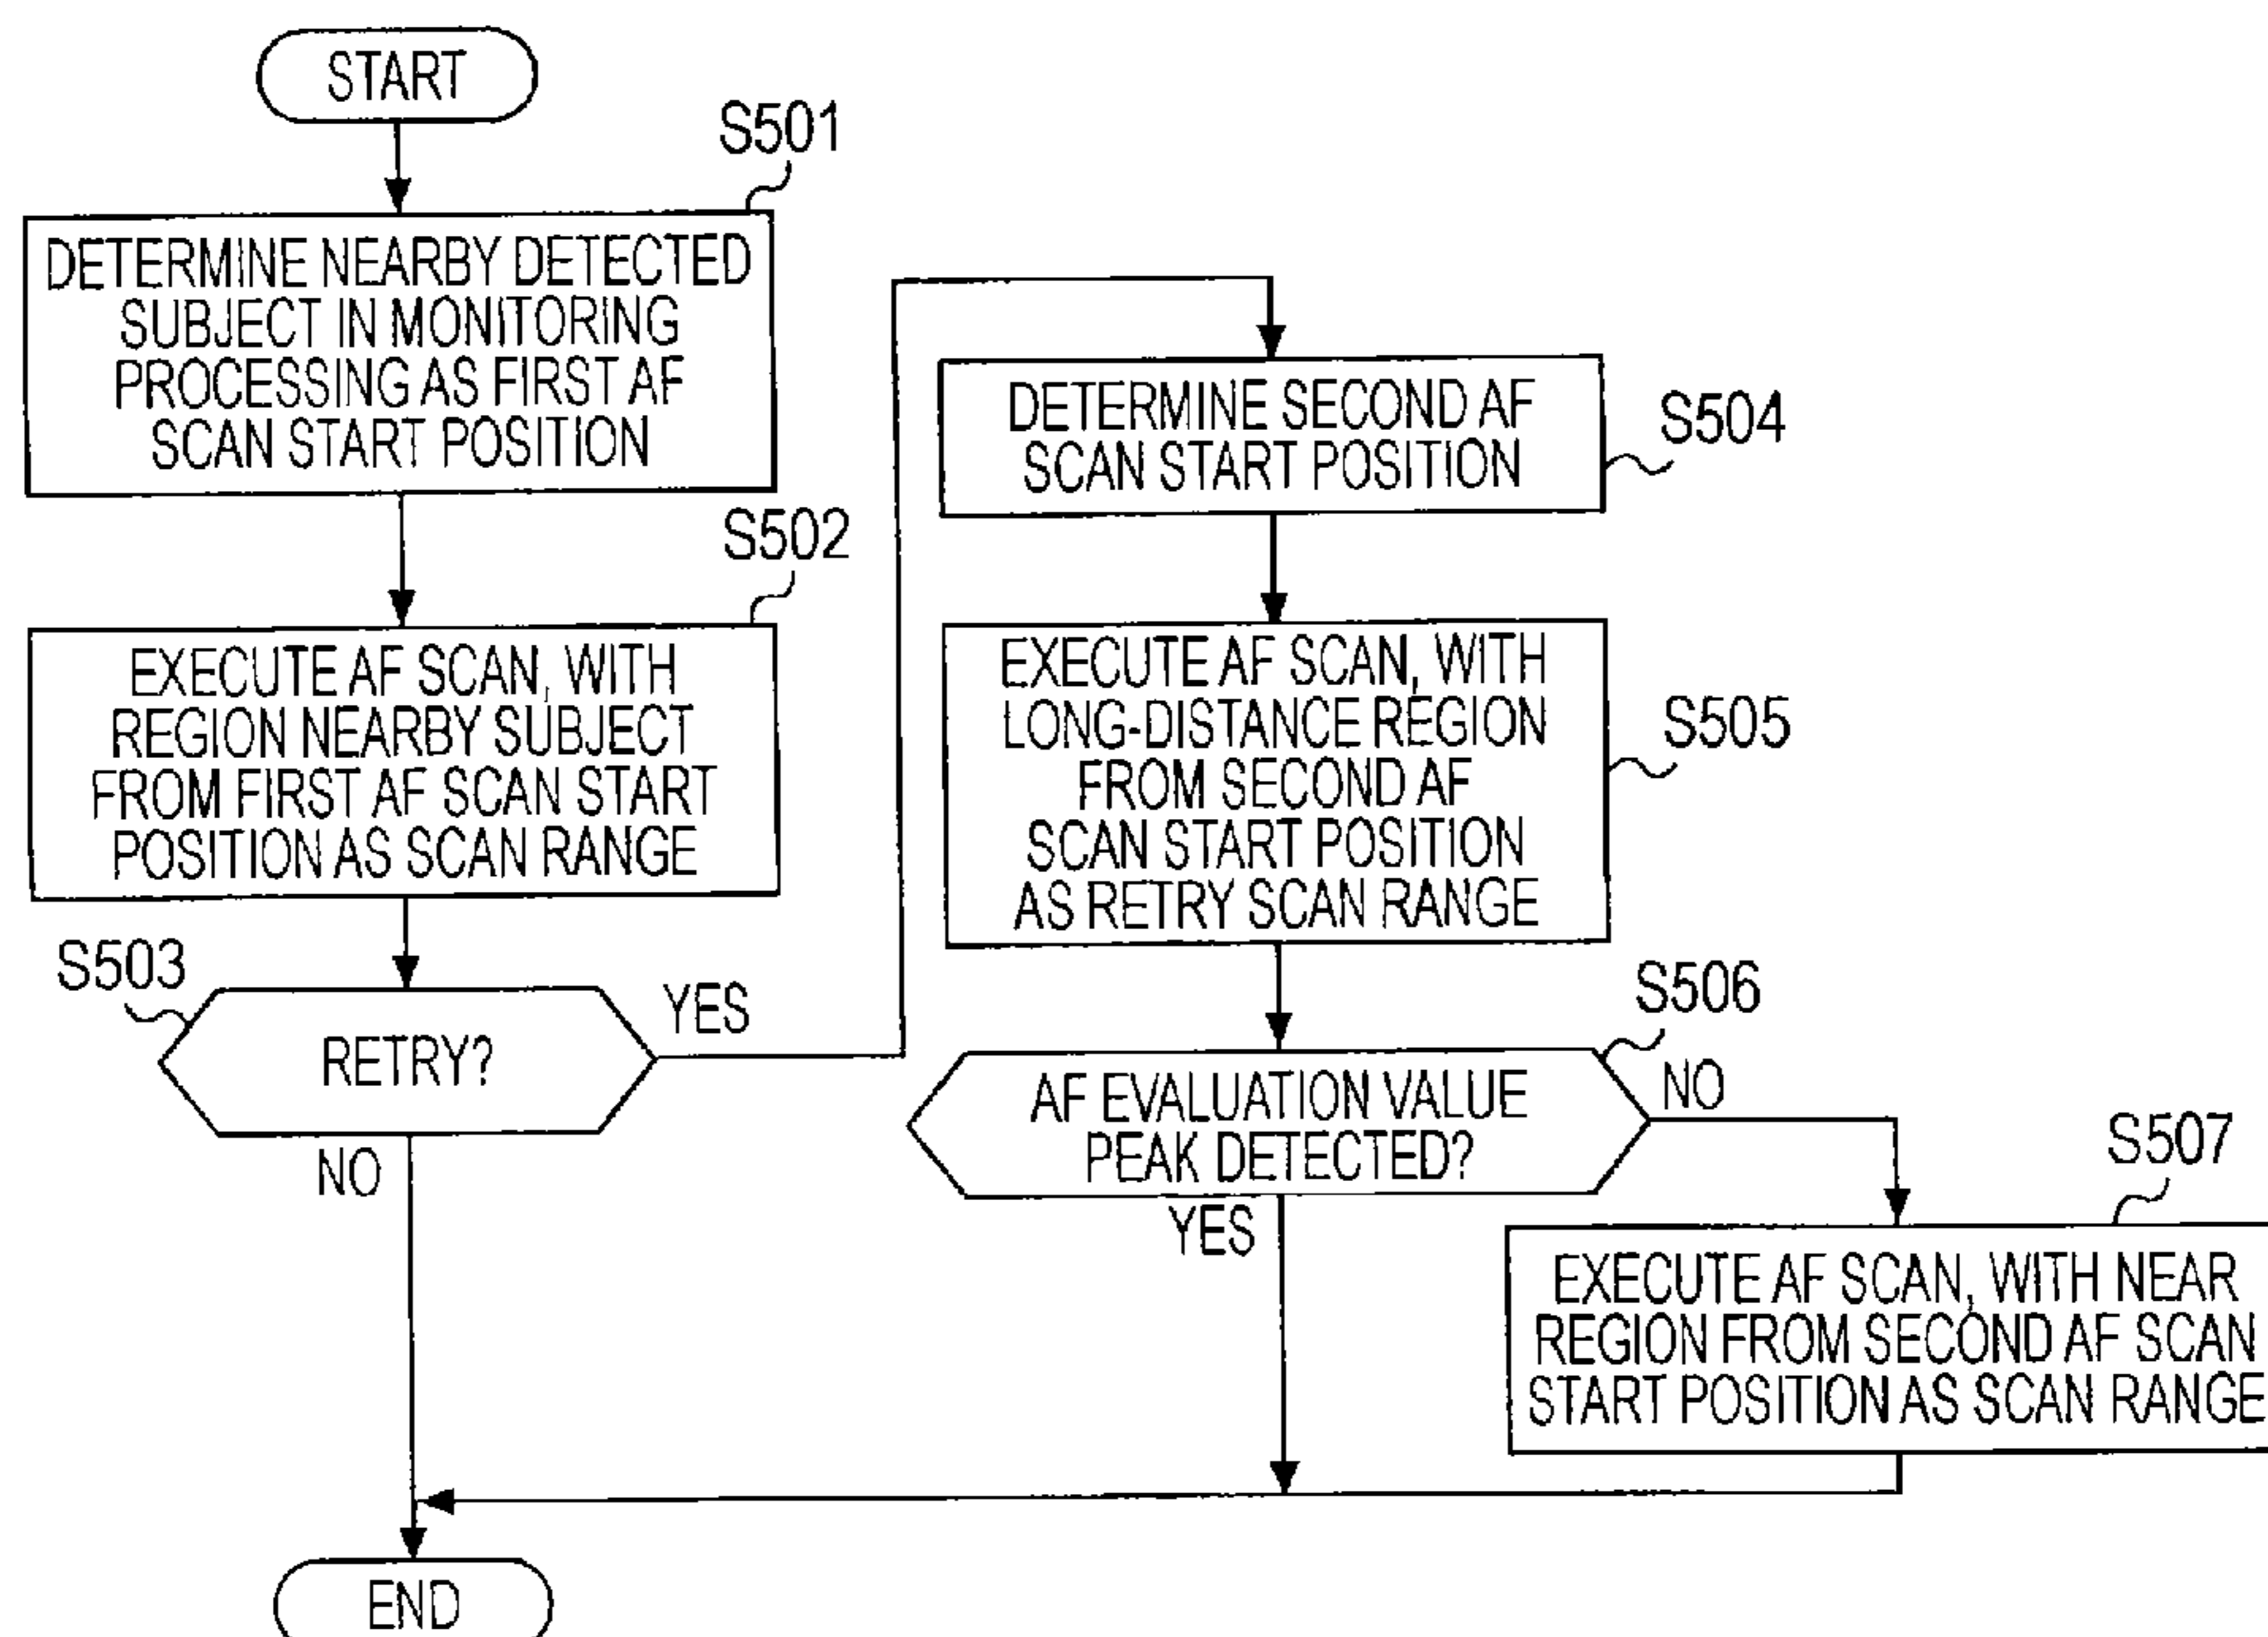 START
S501
DETERMINE NEARBY DETECTED
SUBJECT IN MONITORING
PROCESSING AS FIRST AF
SCAN START POSITION
S502
EXECUTE AF SCAN, WITH
REGION NEARBY SUBJECT
FROM FIRST AF SCAN START
POSITION AS SCAN RANGE
S503
RETRY?
YES
NO
DETERMINE SECOND AF
SCAN START POSITION
S504
EXECUTE AF SCAN, WITH
LONG-DISTANCE REGION
FROM SECOND AF
SCAN START POSITION
AS RETRY SCAN RANGE
S505
S506
AF EVALUATION VALUE
PEAK DETECTED?
NO
YES
S507
EXECUTE AF SCAN, WITH NEAR
REGION FROM SECOND AF SCAN
START POSITION AS SCAN RANGE
END